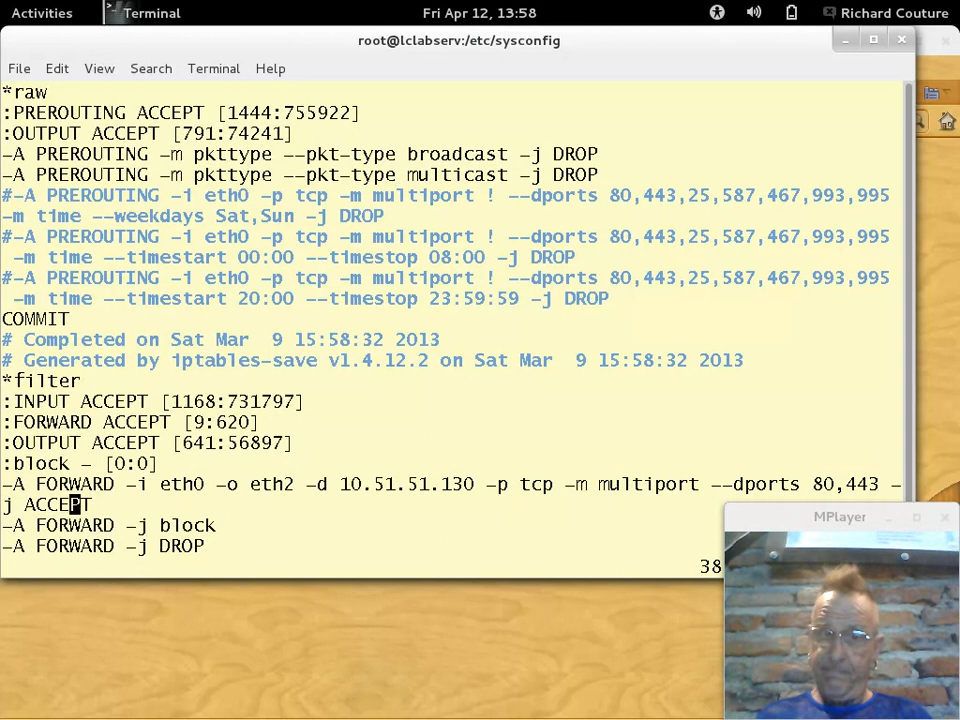 Activities
Terminal
Fri Apr 12, 13:58
Richard Couture
root@lclabserv:/etc/sysconfig
File Edit View Search Terminal Help
*raw
:PREROUTING ACCEPT [1444:755922]
:OUTPUT ACCEPT [791:74241]
-A PREROUTING -m pkttype --pkt-type broadcast -j DROP
-A PREROUTING -m pkttype --pkt-type multicast -j DROP
#-A PREROUTING -i eth0 -p tcp -m multiport ! --dports 80,443,25,587,467,993,995
-m time --weekdays Sat,Sun -j DROP
#-A PREROUTING -i eth0 -p tcp -m multiport ! --dports 80,443,25,587,467,993,995
 -m time --timestart 00:00 --timestop 08:00 -j DROP
#-A PREROUTING -i eth0 -p tcp -m multiport ! --dports 80,443,25,587,467,993,995
 -m time --timestart 20:00 --timestop 23:59:59 -j DROP
COMMIT
# Completed on Sat Mar  9 15:58:32 2013
# Generated by iptables-save v1.4.12.2 on Sat Mar  9 15:58:32 2013
*filter
:INPUT ACCEPT [1168:731797]
:FORWARD ACCEPT [9:620]
:OUTPUT ACCEPT [641:56897]
:block - [0:0]
-A FORWARD -i eth0 -o eth2 -d 10.51.51.130 -p tcp -m multiport --dports 80,443 -
j ACCEPT
-A FORWARD -j block
-A FORWARD -j DROP
38
MPlayer